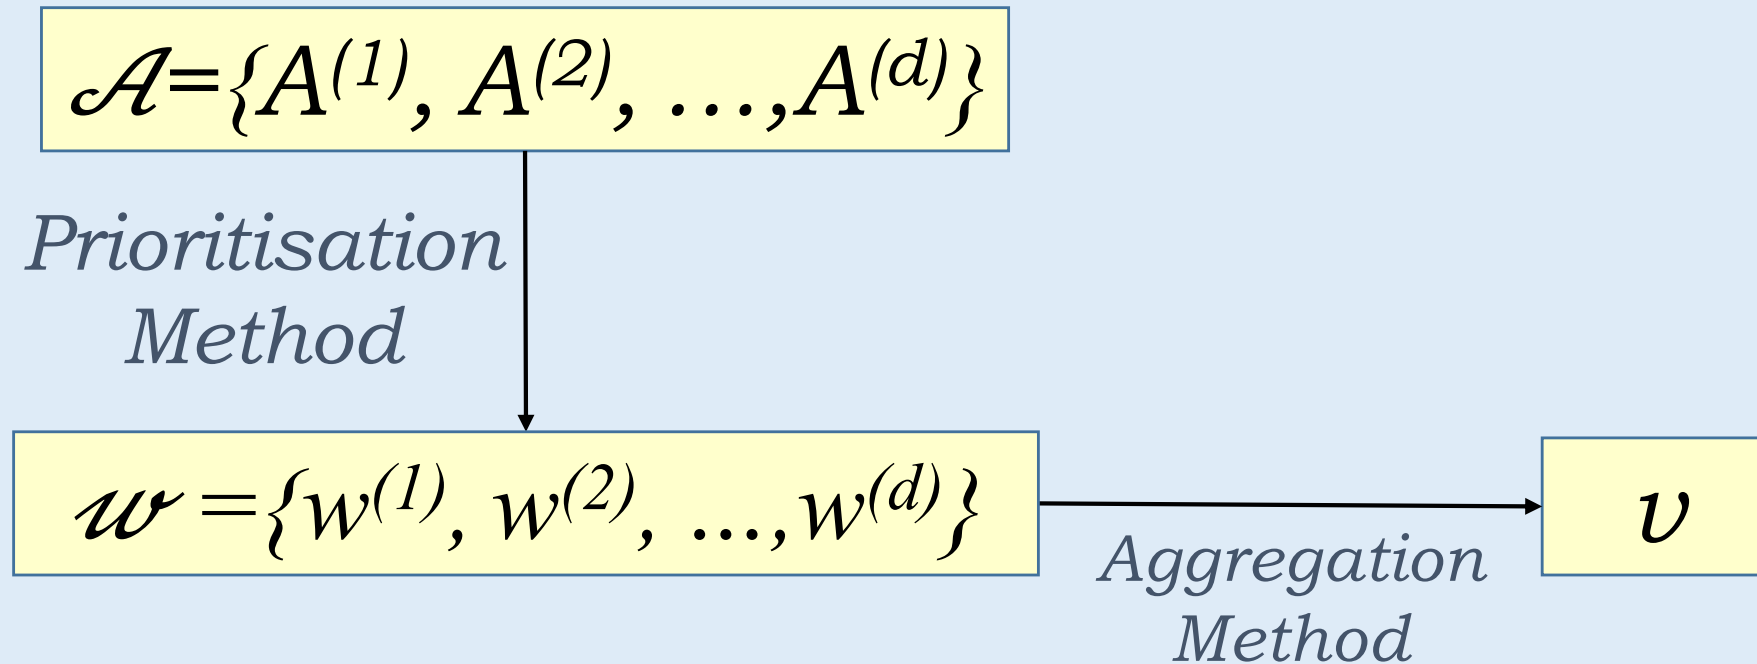 𝒜={A⁽¹⁾, A⁽²⁾, ...,A⁽ᵈ⁾}
Prioritisation
Method
𝓌 ={w⁽¹⁾, w⁽²⁾, ...,w⁽ᵈ⁾}
υ
Aggregation
Method